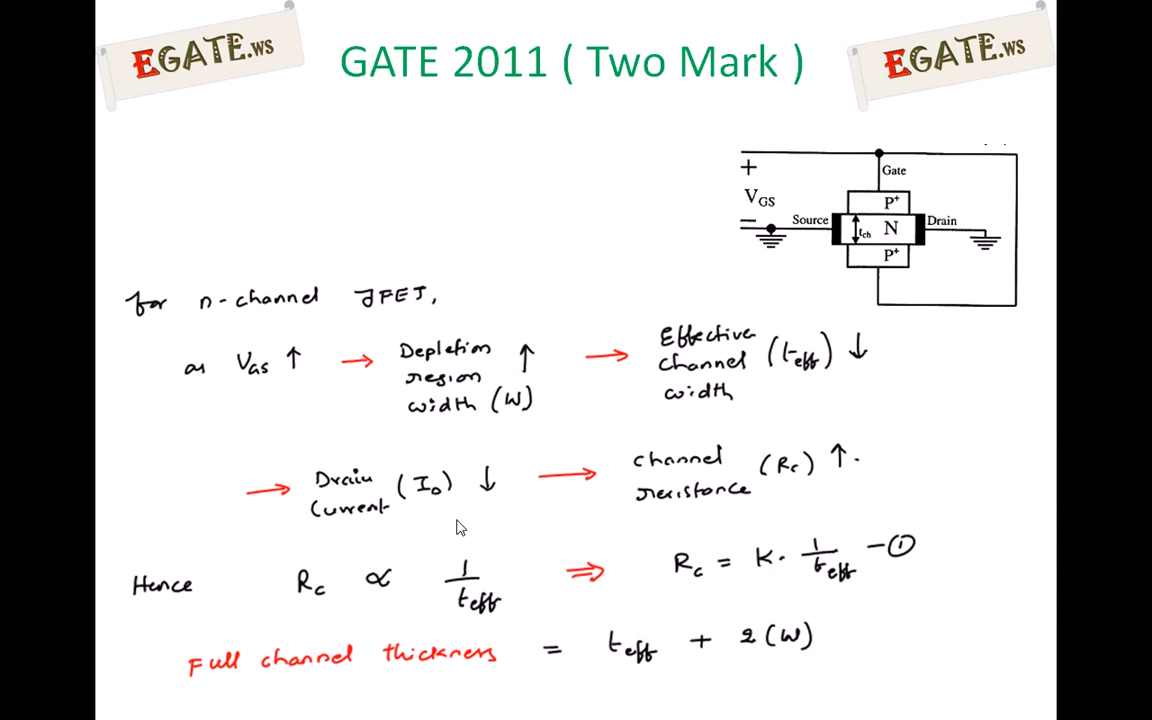 EGATE.ws
GATE 2011 ( Two Mark )
EGATE.ws
+
Gate
VGS
P+
Source
Drain
tch
N
−
P+
for n-channel JFET,
as VGS ↑ → Depletion region width (W) ↑ → Effective channel width (teff) ↓
→ Drain Current (ID) ↓ → channel resistance (Rc) ↑.
Hence Rc ∝ 1/teff ⇒ Rc = K · 1/teff −①
Full channel thickness = teff + 2(W)